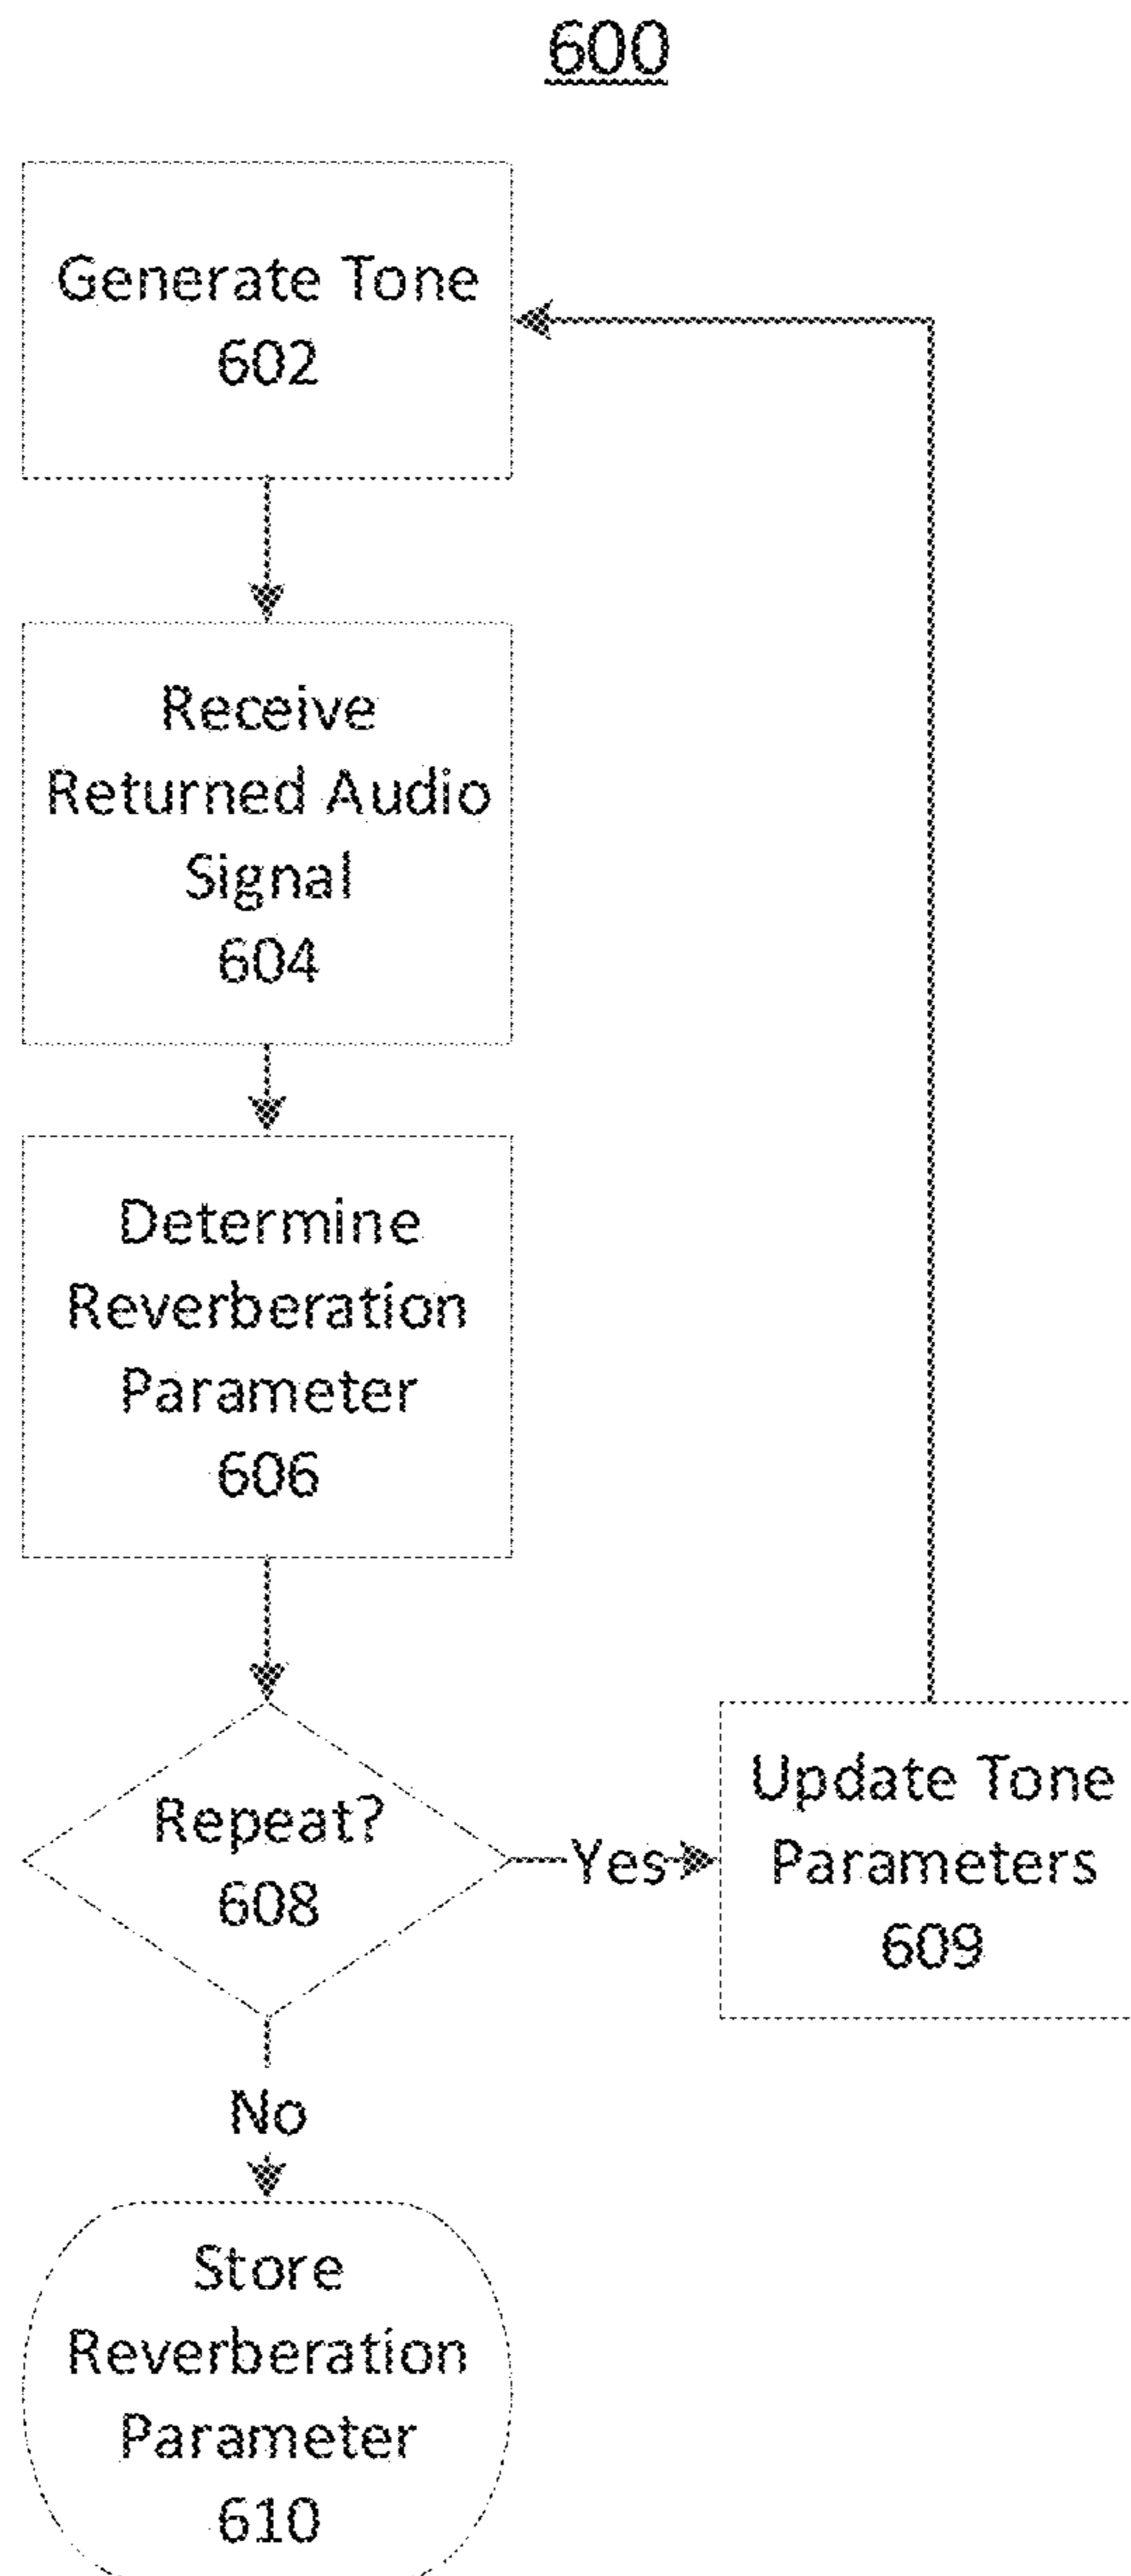 600
Generate Tone
602
Receive
Returned Audio
Signal
604
Determine
Reverberation
Parameter
606
Repeat?
608
Yes
Update Tone
Parameters
609
No
Store
Reverberation
Parameter
610